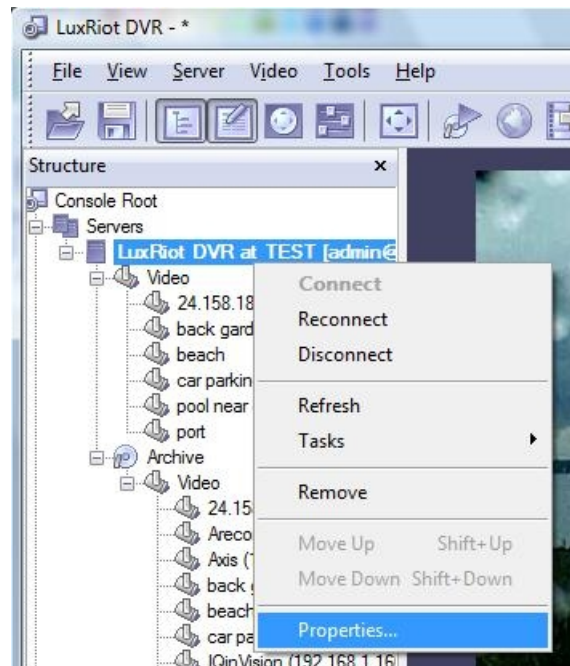 LuxRiot DVR - *
File View Server Video Tools Help
Structure x
Console Root
Servers
LuxRiot DVR at TEST [admin@
Video
24.158.18
back gard
beach
car parkin
pool near
port
Archive
Video
24.15
Areco
Axis (
back
beach
car pa
IQinVision (192.168.1.16)
Connect
Reconnect
Disconnect
Refresh
Tasks
Remove
Move Up Shift+Up
Move Down Shift+Down
Properties...